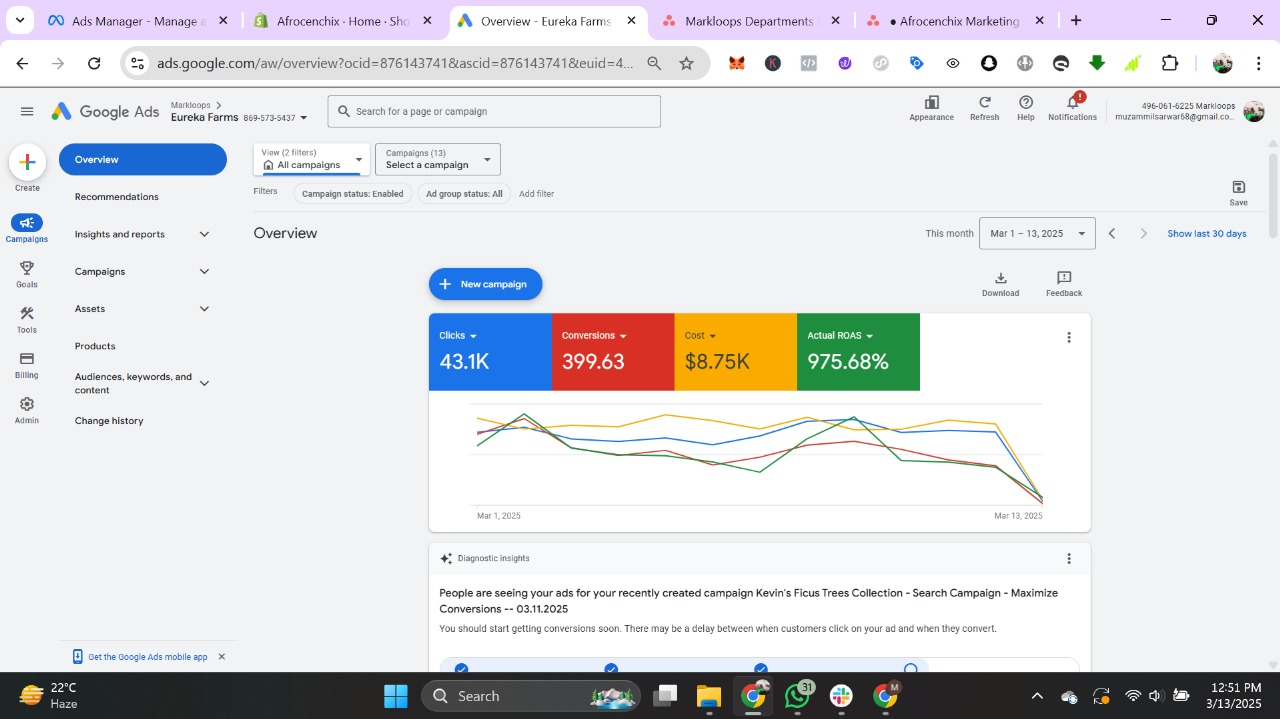 Ads Manager - Manage a
Afrocenchix · Home · Sho
Overview - Eureka Farms
Markloops Departments
● Afrocenchix Marketing
ads.google.com/aw/overview?ocid=876143741&ascid=876143741&euid=4...
Google Ads
Markloops
Eureka Farms 869-573-5437
Search for a page or campaign
Appearance
Refresh
Help
Notifications
496-061-6225 Markloops
muzammilsarwar68@gmail.co...
Create
Campaigns
Goals
Tools
Billing
Admin
Overview
Recommendations
Insights and reports
Campaigns
Assets
Products
Audiences, keywords, and
content
Change history
Get the Google Ads mobile app
View (2 filters)
All campaigns
Campaigns (13)
Select a campaign
Filters
Campaign status: Enabled
Ad group status: All
Add filter
Save
Overview
This month
Mar 1 – 13, 2025
Show last 30 days
New campaign
Download
Feedback
Clicks
43.1K
Conversions
399.63
Cost
$8.75K
Actual ROAS
975.68%
Mar 1, 2025
Mar 13, 2025
Diagnostic insights
People are seeing your ads for your recently created campaign Kevin's Ficus Trees Collection - Search Campaign - Maximize
Conversions -- 03.11.2025
You should start getting conversions soon. There may be a delay between when customers click on your ad and when they convert.
22°C
Haze
Search
31
M
12:51 PM
3/13/2025